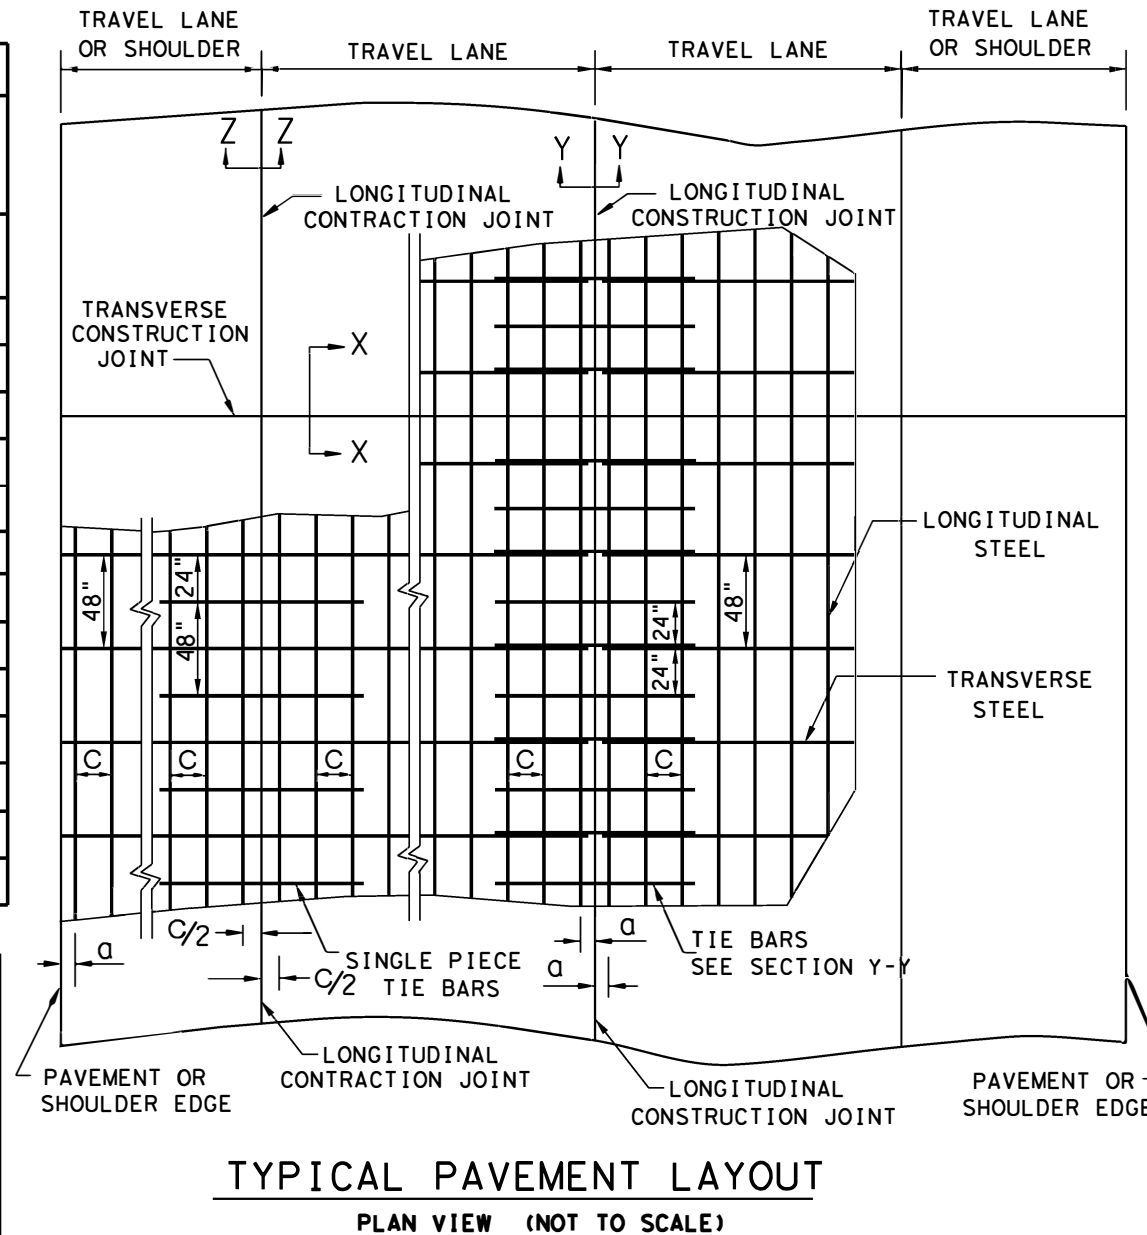 TRAVEL LANE
OR SHOULDER
TRAVEL LANE
TRAVEL LANE
TRAVEL LANE
OR SHOULDER
Z Z
Y Y
LONGITUDINAL
CONTRACTION JOINT
LONGITUDINAL
CONSTRUCTION JOINT
TRANSVERSE
CONSTRUCTION
JOINT
X
X
LONGITUDINAL
STEEL
48"
24"
48"
24"
24"
48"
TRANSVERSE
STEEL
C
C
C
C
C
C/2
a
SINGLE PIECE
TIE BARS
C/2
a
a
TIE BARS
SEE SECTION Y-Y
PAVEMENT OR
SHOULDER EDGE
LONGITUDINAL
CONTRACTION JOINT
LONGITUDINAL
CONSTRUCTION JOINT
PAVEMENT OR
SHOULDER EDGE
TYPICAL PAVEMENT LAYOUT
PLAN VIEW (NOT TO SCALE)